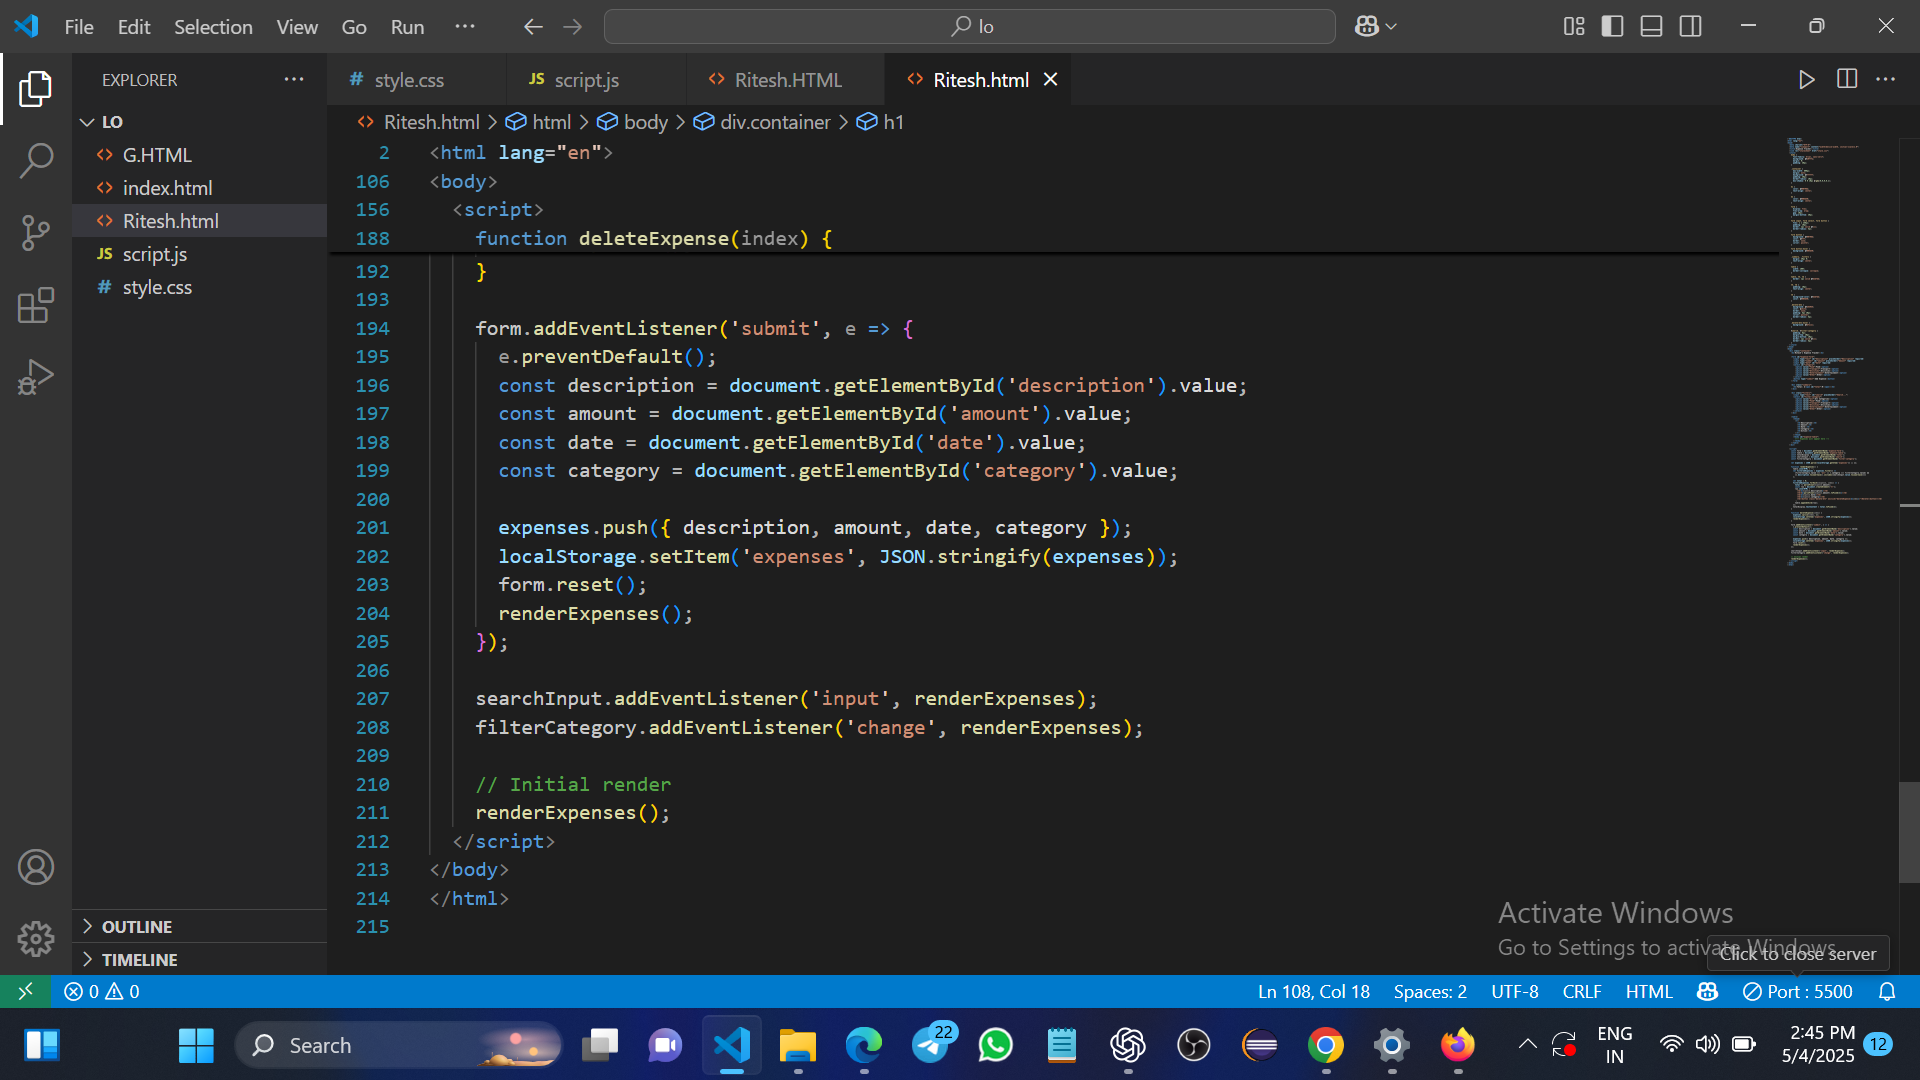 File Edit Selection View Go Run ··· lo
EXPLORER ···
style.css
script.js
Ritesh.HTML
Ritesh.html
LO
G.HTML
index.html
Ritesh.html
script.js
style.css
OUTLINE
TIMELINE
Ritesh.html > html > body > div.container > h1
2 <html lang="en">
106 <body>
156 <script>
188 function deleteExpense(index) {
192 }
193
194 form.addEventListener('submit', e => {
195 e.preventDefault();
196 const description = document.getElementById('description').value;
197 const amount = document.getElementById('amount').value;
198 const date = document.getElementById('date').value;
199 const category = document.getElementById('category').value;
200
201 expenses.push({ description, amount, date, category });
202 localStorage.setItem('expenses', JSON.stringify(expenses));
203 form.reset();
204 renderExpenses();
205 });
206
207 searchInput.addEventListener('input', renderExpenses);
208 filterCategory.addEventListener('change', renderExpenses);
209
210 // Initial render
211 renderExpenses();
212 </script>
213 </body>
214 </html>
215
Activate Windows
Go to Settings to activate Windows.
Click to close server
0 0 Ln 108, Col 18 Spaces: 2 UTF-8 CRLF HTML Port : 5500
Search
22
ENG
IN
2:45 PM
5/4/2025
12